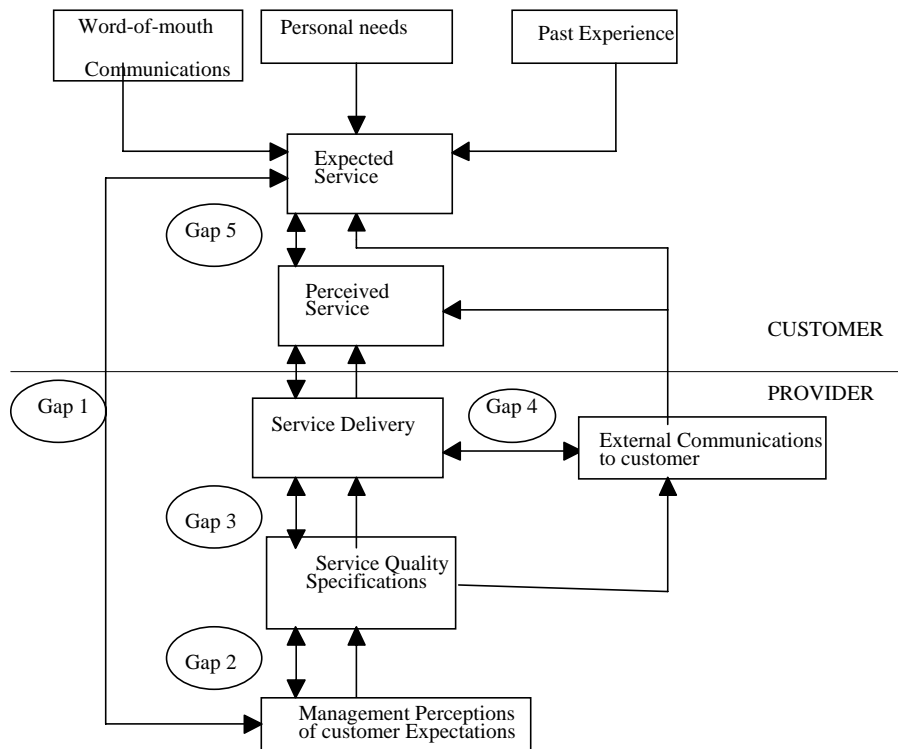 Word-of-mouth
Communications
Personal needs
Past Experience
Expected
Service
Gap 5
Perceived
Service
CUSTOMER
PROVIDER
Gap 1
Service Delivery
Gap 4
External Communications
to customer
Gap 3
Service Quality
Specifications
Gap 2
Management Perceptions
of customer Expectations